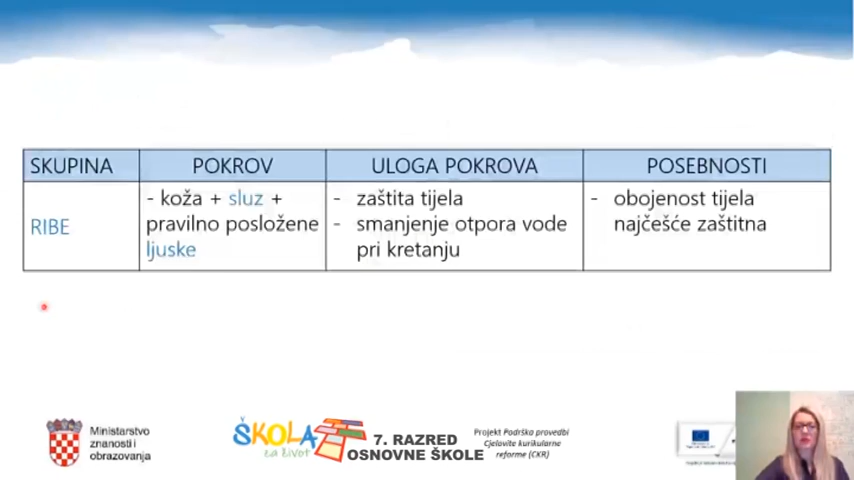 SKUPINA
POKROV
ULOGA POKROVA
POSEBNOSTI
RIBE
- koža + sluz +
pravilno posložene
ljuske
- zaštita tijela
- smanjenje otpora vode
pri kretanju
- obojenost tijela
najčešće zaštitna
Ministarstvo
znanosti i
obrazovanja
ŠKOLA
za život
7. RAZRED
OSNOVNE ŠKOLE
Projekt Podrška provedbi
Cjelovite kurikularne
reforme (CKR)